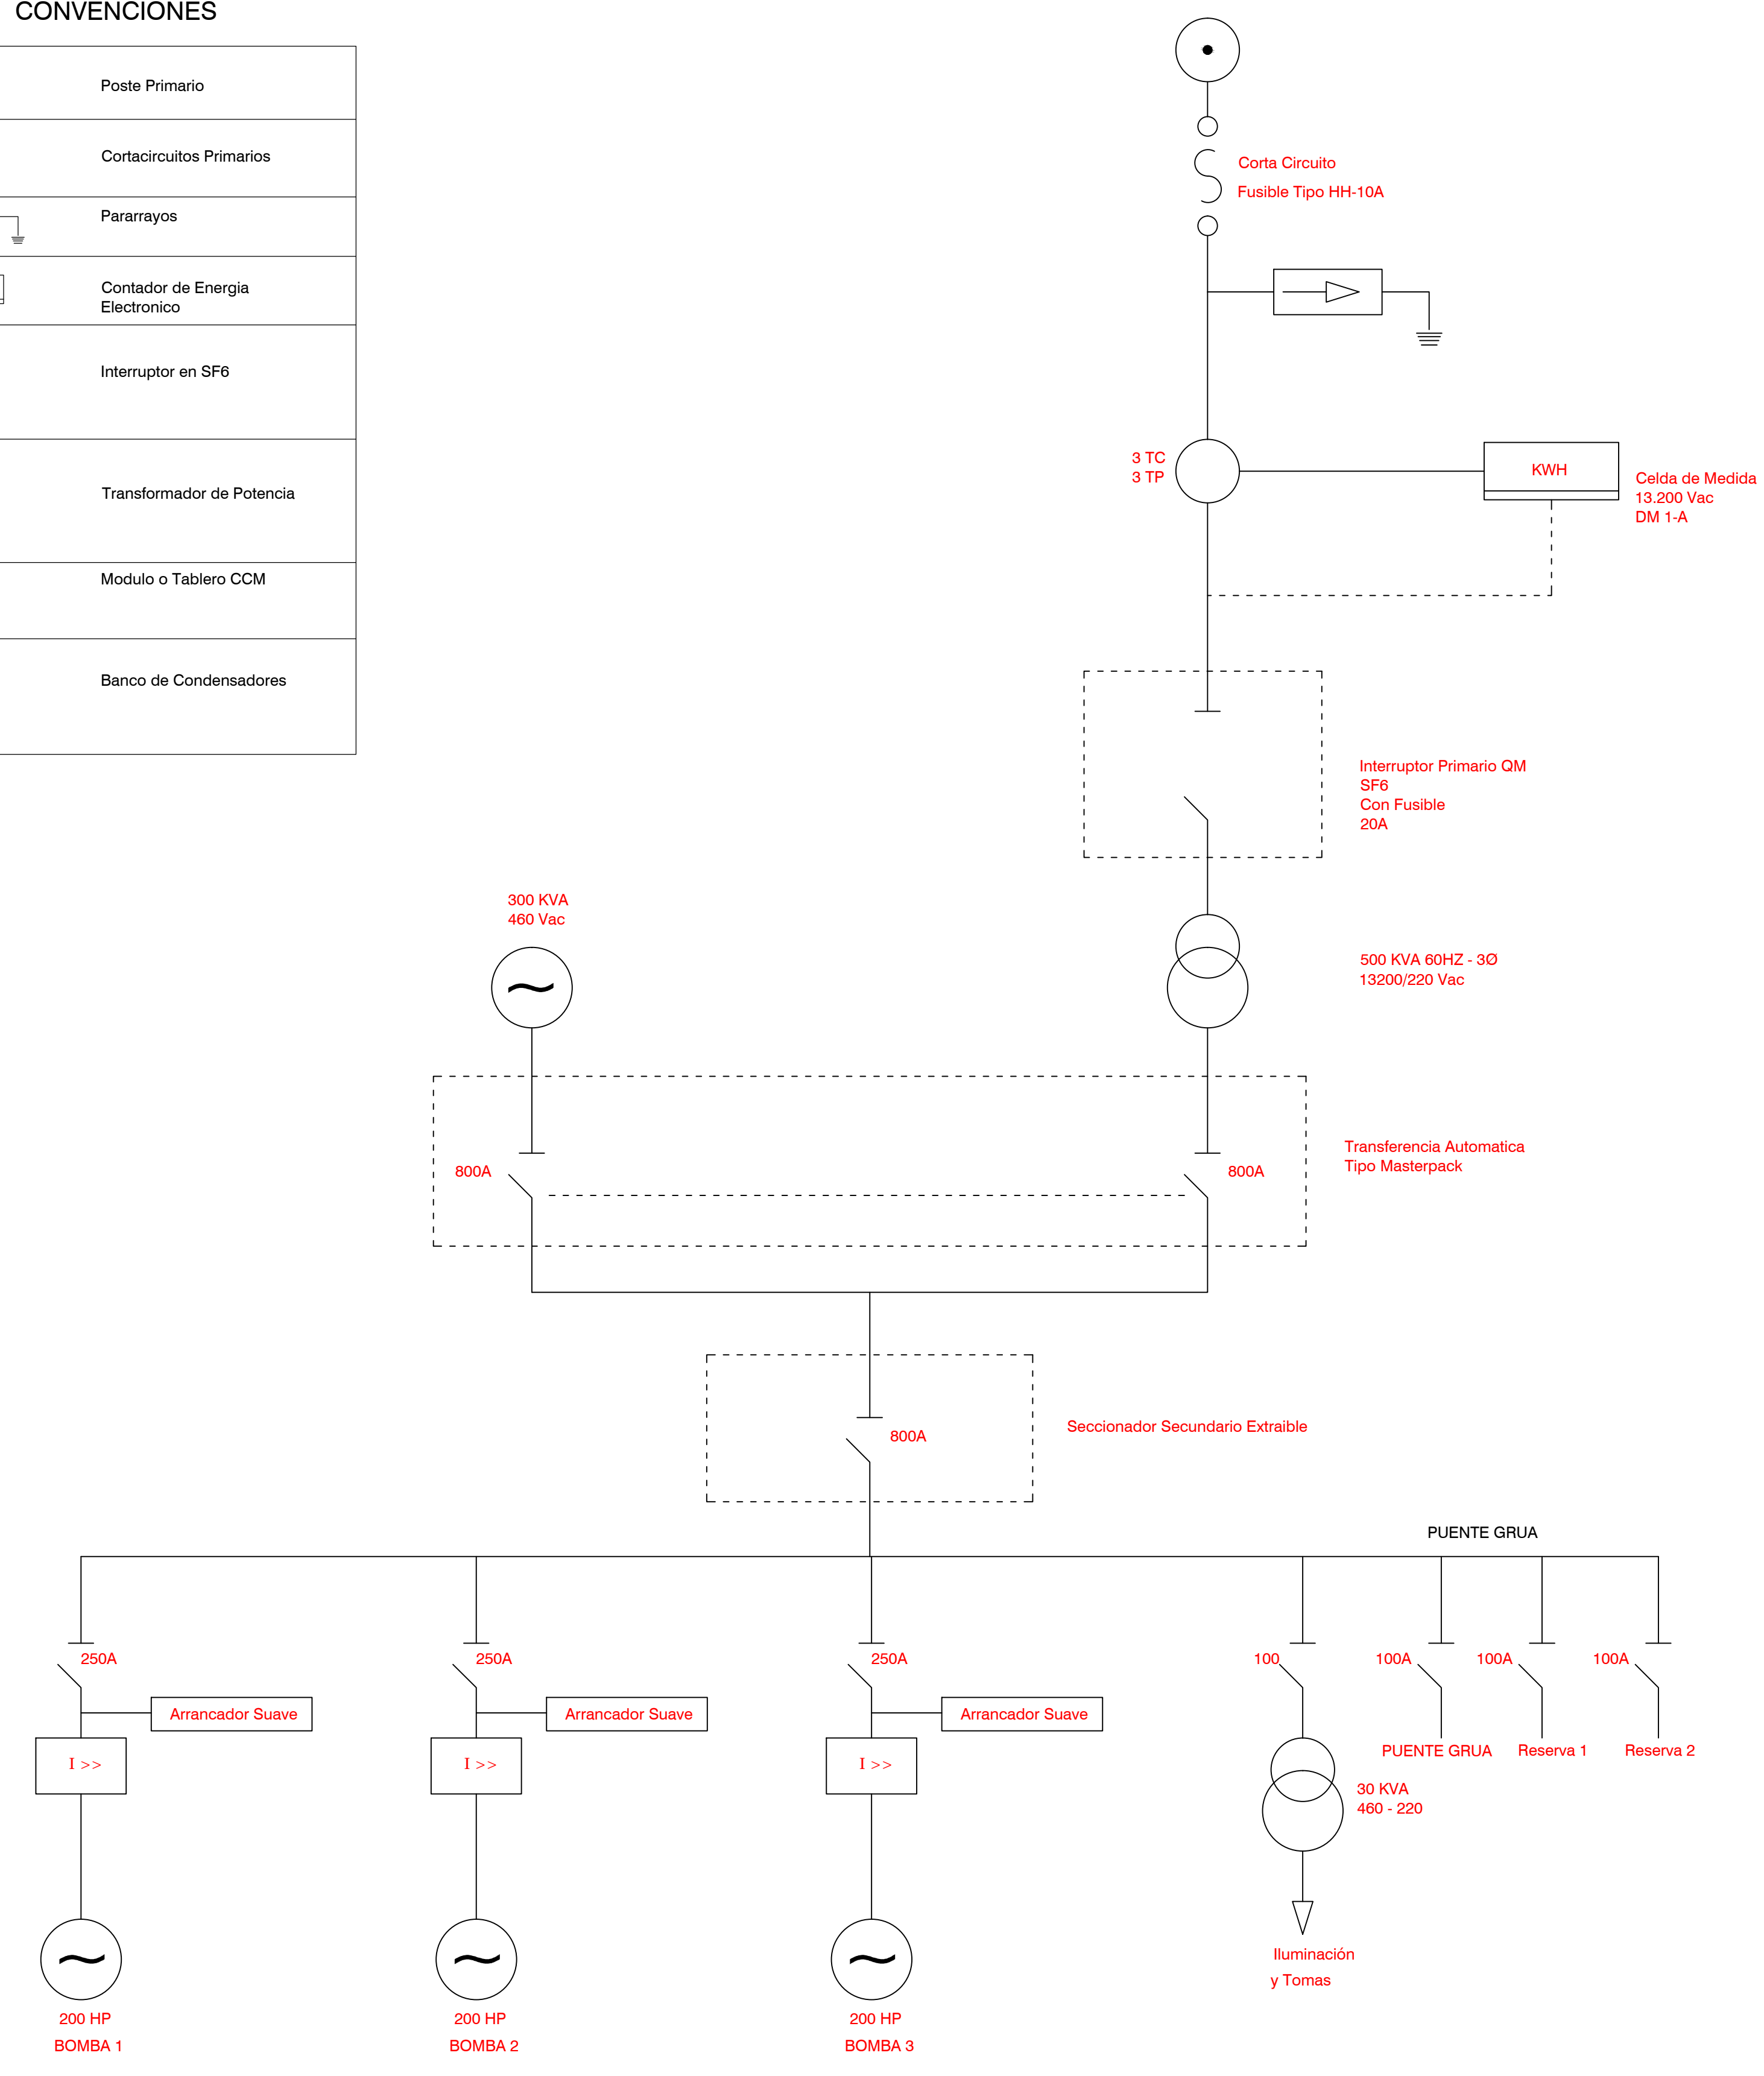 CONVENCIONES
Poste Primario
Cortacircuitos Primarios
Pararrayos
Contador de Energia
Electronico
Interruptor en SF6
Transformador de Potencia
Modulo o Tablero CCM
Banco de Condensadores
Corta Circuito
Fusible Tipo HH-10A
3 TC
3 TP
KWH
Celda de Medida
13.200 Vac
DM 1-A
Interruptor Primario QM
SF6
Con Fusible
20A
300 KVA
460 Vac
500 KVA 60HZ - 3Ø
13200/220 Vac
Transferencia Automatica
Tipo Masterpack
800A
800A
800A
Seccionador Secundario Extraible
PUENTE GRUA
250A
250A
250A
100
100A
100A
100A
Arrancador Suave
Arrancador Suave
Arrancador Suave
I >>
I >>
I >>
PUENTE GRUA
Reserva 1
Reserva 2
30 KVA
460 - 220
Iluminación
y Tomas
200 HP
BOMBA 1
200 HP
BOMBA 2
200 HP
BOMBA 3